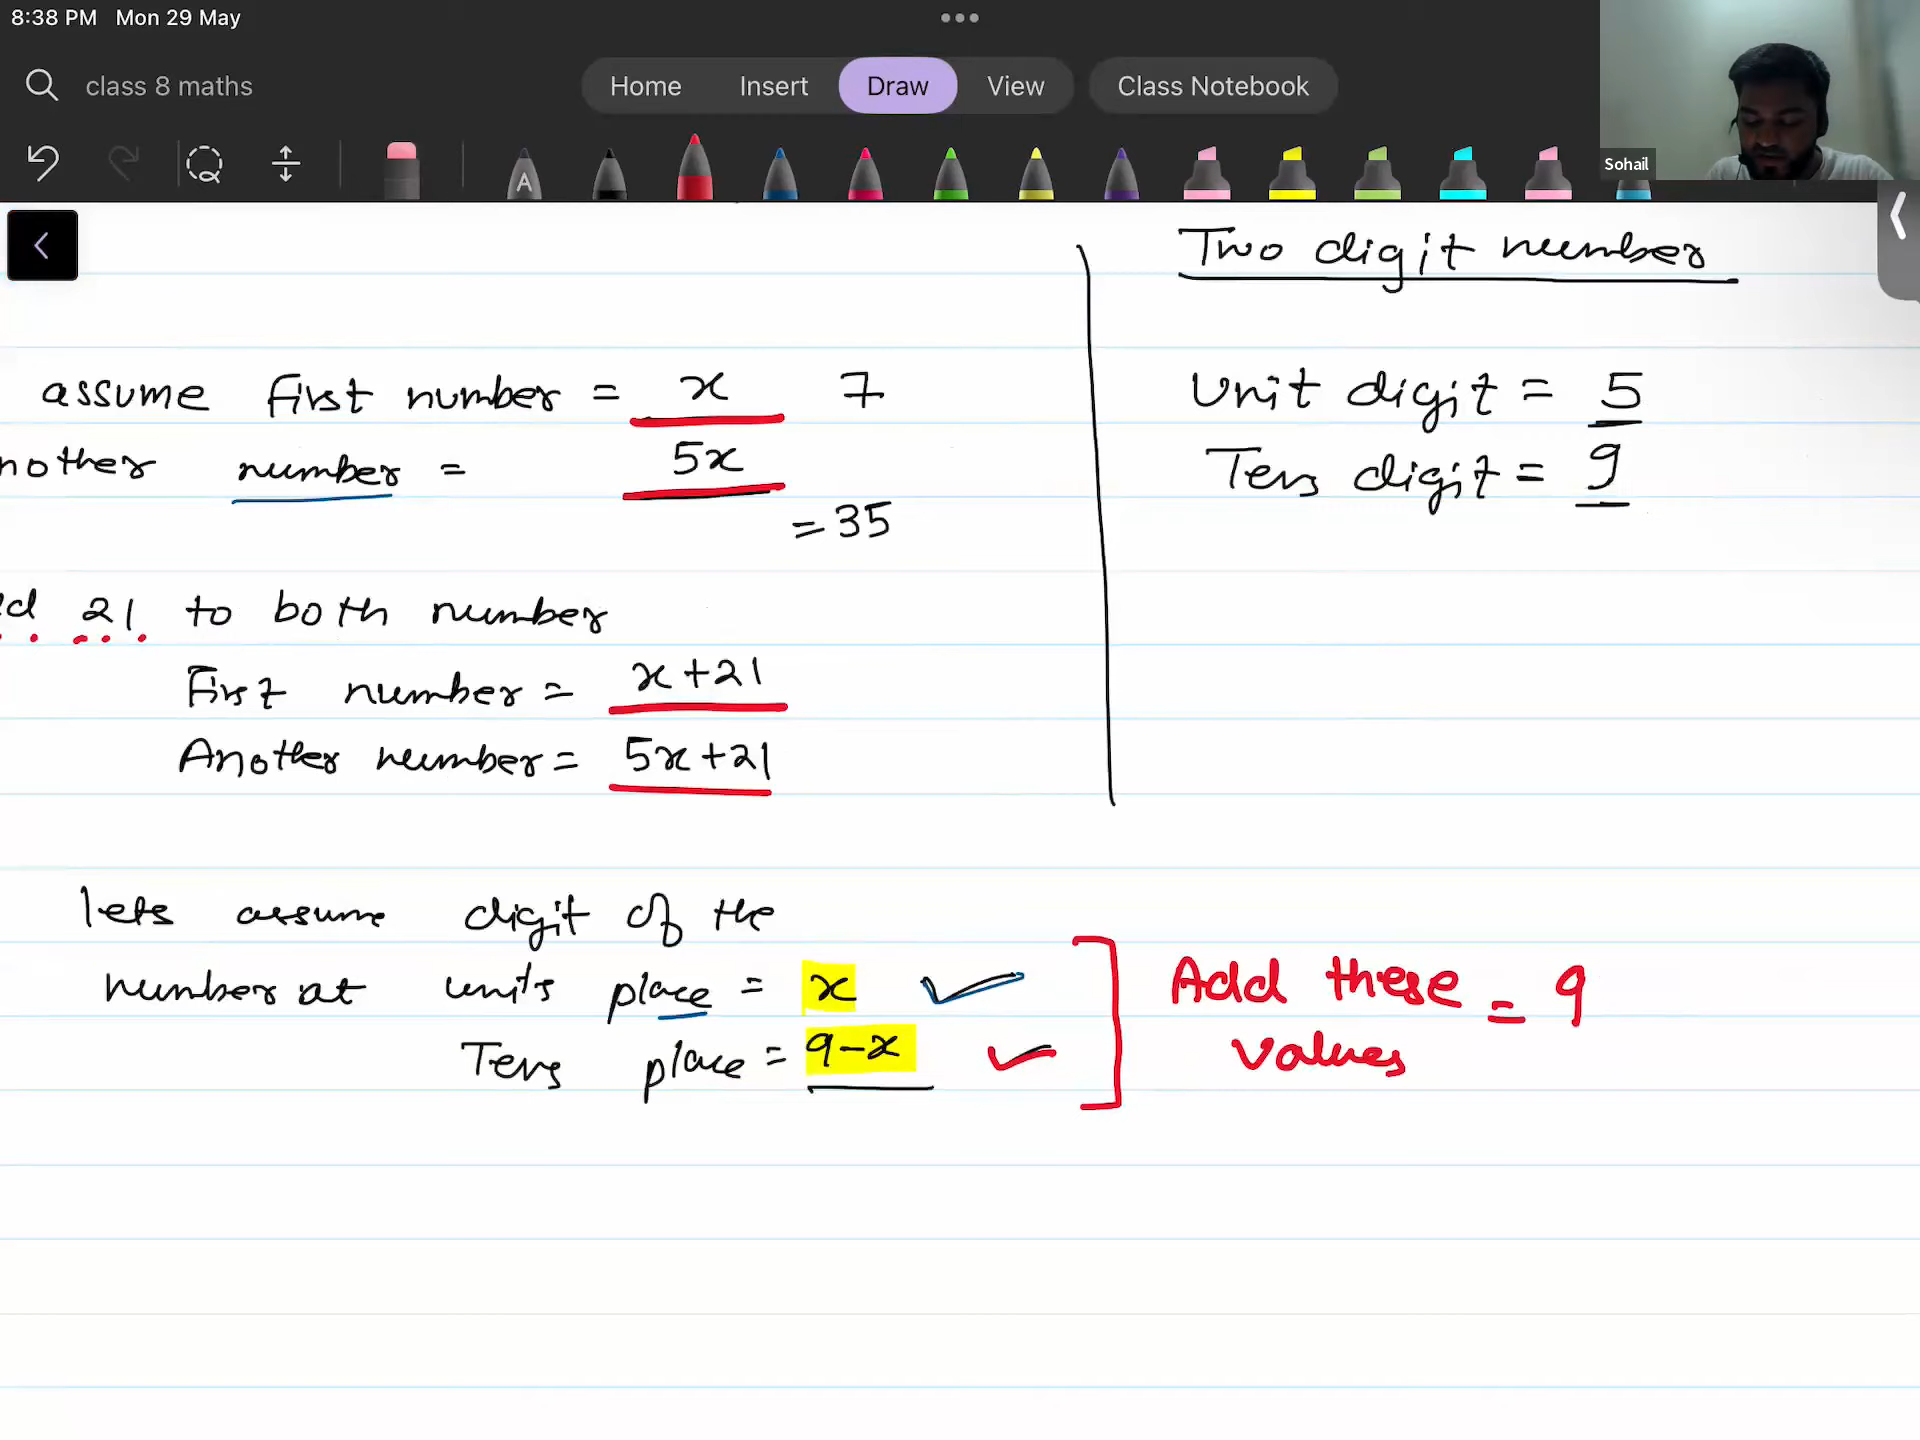 8:38 PM Mon 29 May
class 8 maths
Home Insert Draw View Class Notebook
A
Sohail
assume First number = x 7
nother number = 5x
= 35
21 to both number
First number = x+21
Another number = 5x+21
Two digit number
Unit digit = 5
Tens digit = 9
lets assume digit of the
number at units place = x
Tens place = 9-x
Add these = 9
values